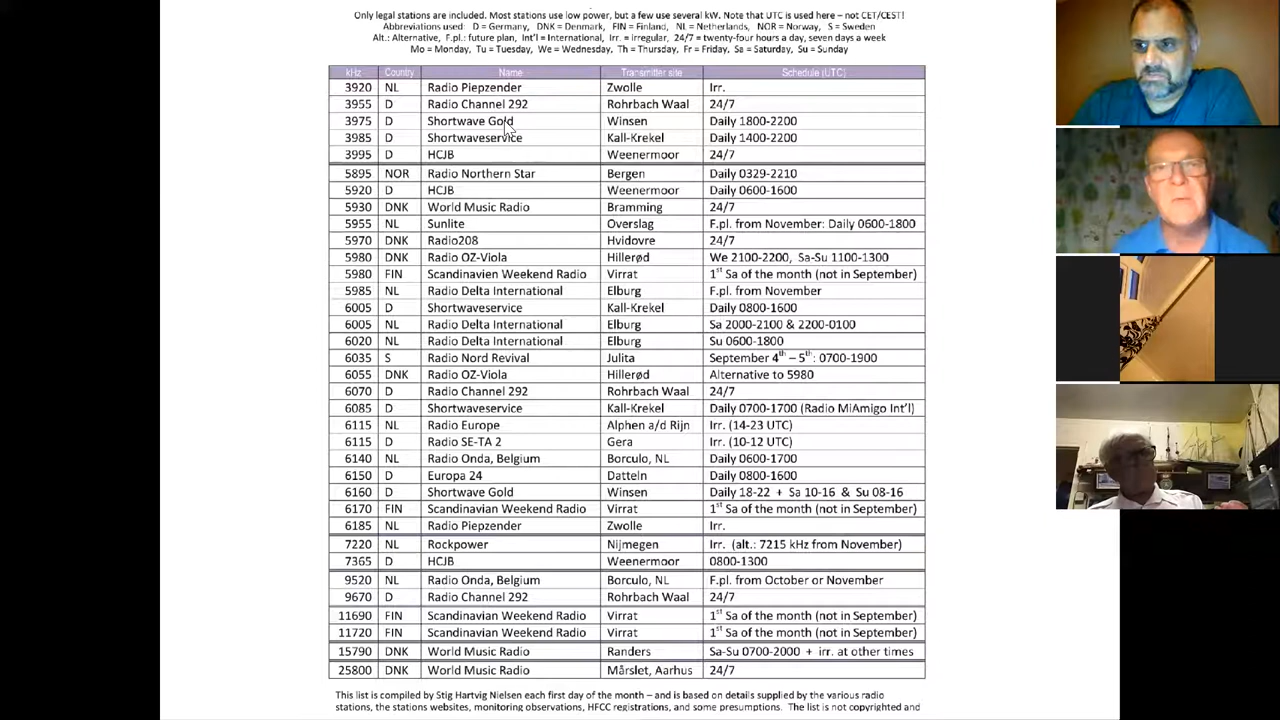 Only legal stations are included. Most stations use low power, but a few use several kW. Note that UTC is used here – not CET/CEST!
Abbreviations used: D = Germany, DNK = Denmark, FIN = Finland, NL = Netherlands, NOR = Norway, S = Sweden
Alt.: Alternative, F.pl.: future plan, Int'l = International, Irr. = irregular, 24/7 = twenty-four hours a day, seven days a week
Mo = Monday, Tu = Tuesday, We = Wednesday, Th = Thursday, Fr = Friday, Sa = Saturday, Su = Sunday
kHz Country Name Transmitter site Schedule (UTC)
3920 NL Radio Piepzender Zwolle Irr.
3955 D Radio Channel 292 Rohrbach Waal 24/7
3975 D Shortwave Gold Winsen Daily 1800-2200
3985 D Shortwaveservice Kall-Krekel Daily 1400-2200
3995 D HCJB Weenermoor 24/7
5895 NOR Radio Northern Star Bergen Daily 0329-2210
5920 D HCJB Weenermoor Daily 0600-1600
5930 DNK World Music Radio Bramming 24/7
5955 NL Sunlite Overslag F.pl. from November: Daily 0600-1800
5970 DNK Radio208 Hvidovre 24/7
5980 DNK Radio OZ-Viola Hillerød We 2100-2200, Sa-Su 1100-1300
5980 FIN Scandinavien Weekend Radio Virrat 1st Sa of the month (not in September)
5985 NL Radio Delta International Elburg F.pl. from November
6005 D Shortwaveservice Kall-Krekel Daily 0800-1600
6005 NL Radio Delta International Elburg Sa 2000-2100 & 2200-0100
6020 NL Radio Delta International Elburg Su 0600-1800
6035 S Radio Nord Revival Julita September 4th – 5th: 0700-1900
6055 DNK Radio OZ-Viola Hillerød Alternative to 5980
6070 D Radio Channel 292 Rohrbach Waal 24/7
6085 D Shortwaveservice Kall-Krekel Daily 0700-1700 (Radio MiAmigo Int'l)
6115 NL Radio Europe Alphen a/d Rijn Irr. (14-23 UTC)
6115 D Radio SE-TA 2 Gera Irr. (10-12 UTC)
6140 NL Radio Onda, Belgium Borculo, NL Daily 0600-1700
6150 D Europa 24 Datteln Daily 0800-1600
6160 D Shortwave Gold Winsen Daily 18-22 + Sa 10-16 & Su 08-16
6170 FIN Scandinavien Weekend Radio Virrat 1st Sa of the month (not in September)
6185 NL Radio Piepzender Zwolle Irr.
7220 NL Rockpower Nijmegen Irr. (alt.: 7215 kHz from November)
7365 D HCJB Weenermoor 0800-1300
9520 NL Radio Onda, Belgium Borculo, NL F.pl. from October or November
9670 D Radio Channel 292 Rohrbach Waal 24/7
11690 FIN Scandinavien Weekend Radio Virrat 1st Sa of the month (not in September)
11720 FIN Scandinavien Weekend Radio Virrat 1st Sa of the month (not in September)
15790 DNK World Music Radio Randers Sa-Su 0700-2000 + irr. at other times
25800 DNK World Music Radio Mårslet, Aarhus 24/7
This list is compiled by Stig Hartvig Nielsen each first day of the month – and is based on details supplied by the various radio
stations, the stations websites, monitoring observations, HFCC registrations, and some presumptions. The list is not copyrighted and